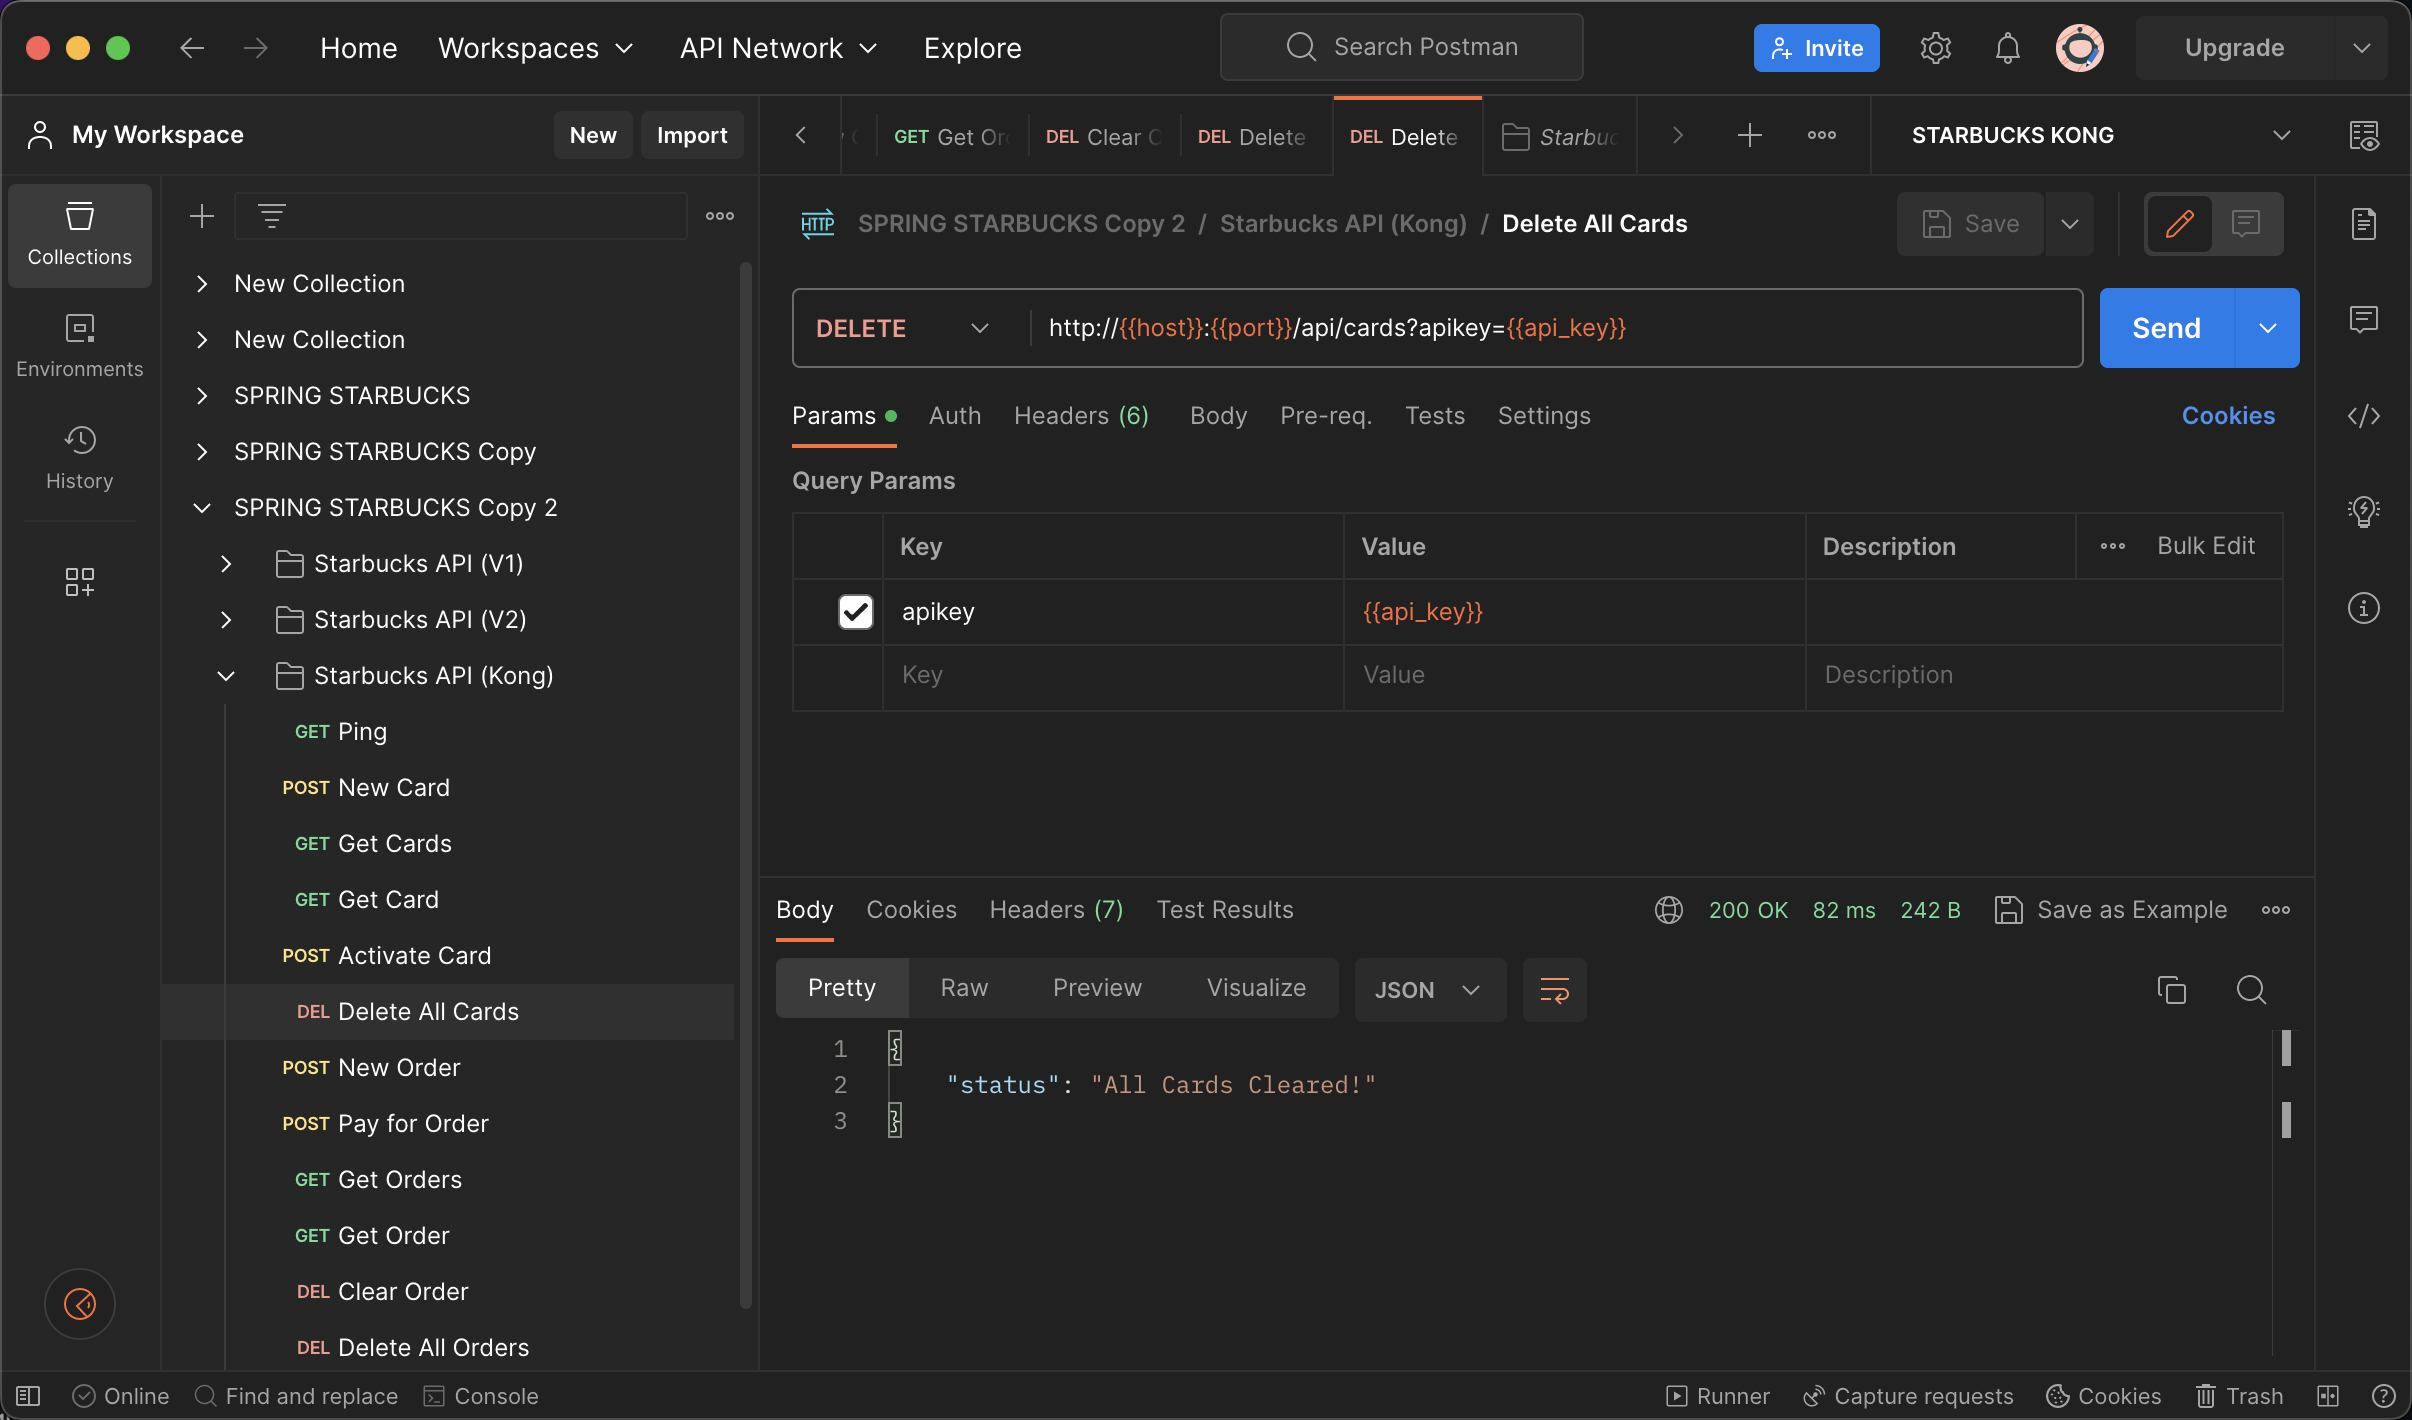 Home Workspaces API Network Explore Search Postman Invite Upgrade
My Workspace New Import
GET Get Or DEL Clear DEL Delete DEL Delete Starbu STARBUCKS KONG
Collections
Environments
History
New Collection
New Collection
SPRING STARBUCKS
SPRING STARBUCKS Copy
SPRING STARBUCKS Copy 2
Starbucks API (V1)
Starbucks API (V2)
Starbucks API (Kong)
GET Ping
POST New Card
GET Get Cards
GET Get Card
POST Activate Card
DEL Delete All Cards
POST New Order
POST Pay for Order
GET Get Orders
GET Get Order
DEL Clear Order
DEL Delete All Orders
HTTP SPRING STARBUCKS Copy 2 / Starbucks API (Kong) / Delete All Cards Save
DELETE http://{{host}}:{{port}}/api/cards?apikey={{api_key}} Send
Params Auth Headers (6) Body Pre-req. Tests Settings Cookies
Query Params
Key Value Description Bulk Edit
apikey {{api_key}}
Key Value Description
Body Cookies Headers (7) Test Results 200 OK 82 ms 242 B Save as Example
Pretty Raw Preview Visualize JSON
1 {
2 "status": "All Cards Cleared!"
3 }
Online Find and replace Console Runner Capture requests Cookies Trash